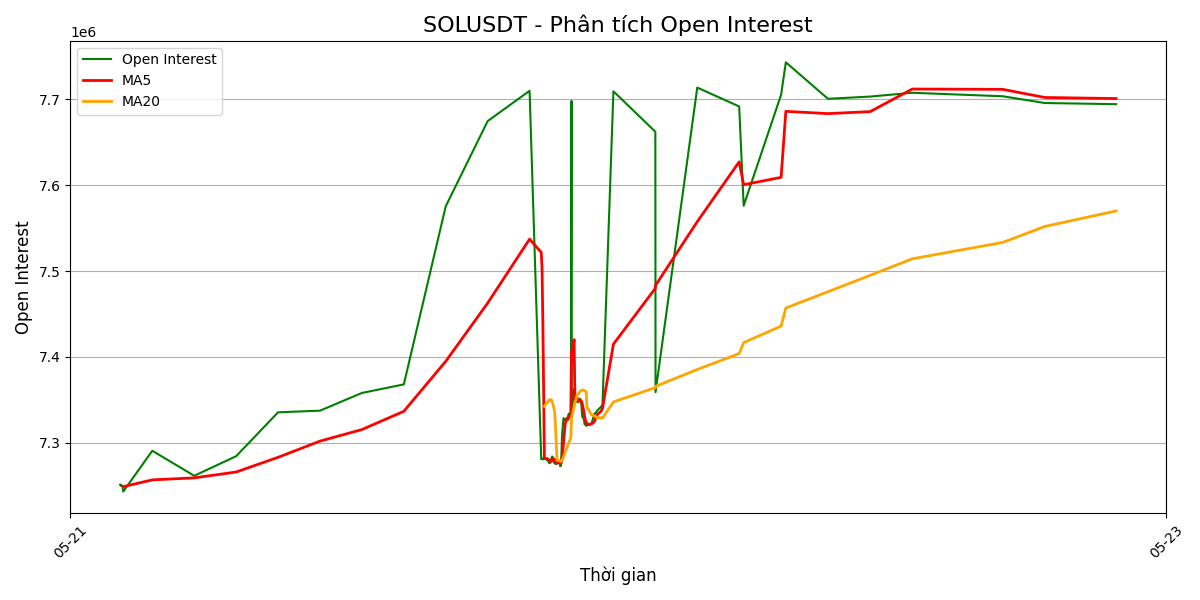 SOLUSDT - Phân tích Open Interest
1e6
Open Interest
MA5
MA20
7.7
7.6
7.5
7.4
7.3
Open Interest
05-21
05-23
Thời gian